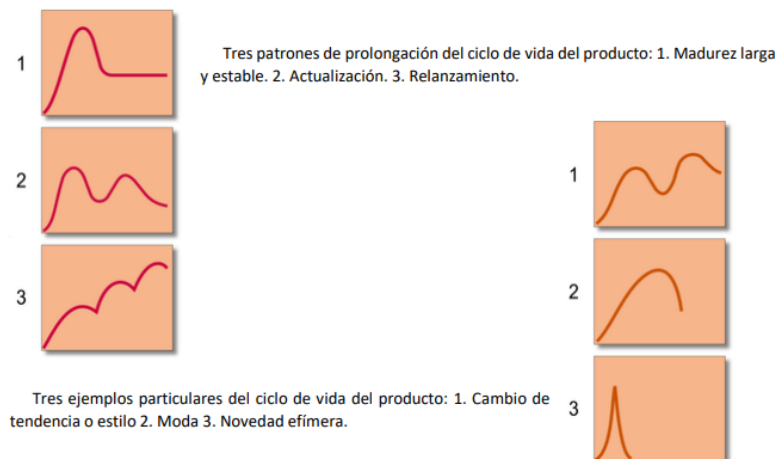 1
Tres patrones de prolongación del ciclo de vida del producto: 1. Madurez larga
y estable. 2. Actualización. 3. Relanzamiento.
2
1
3
2
Tres ejemplos particulares del ciclo de vida del producto: 1. Cambio de
tendencia o estilo 2. Moda 3. Novedad efímera.
3